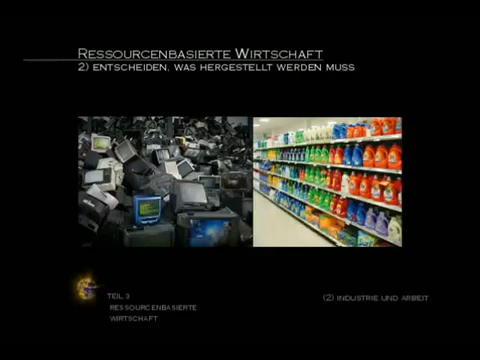 Ressourcenbasierte Wirtschaft
2) entscheiden, was hergestellt werden muss
Teil 3
Ressourcenbasierte
Wirtschaft
(2) Industrie und Arbeit